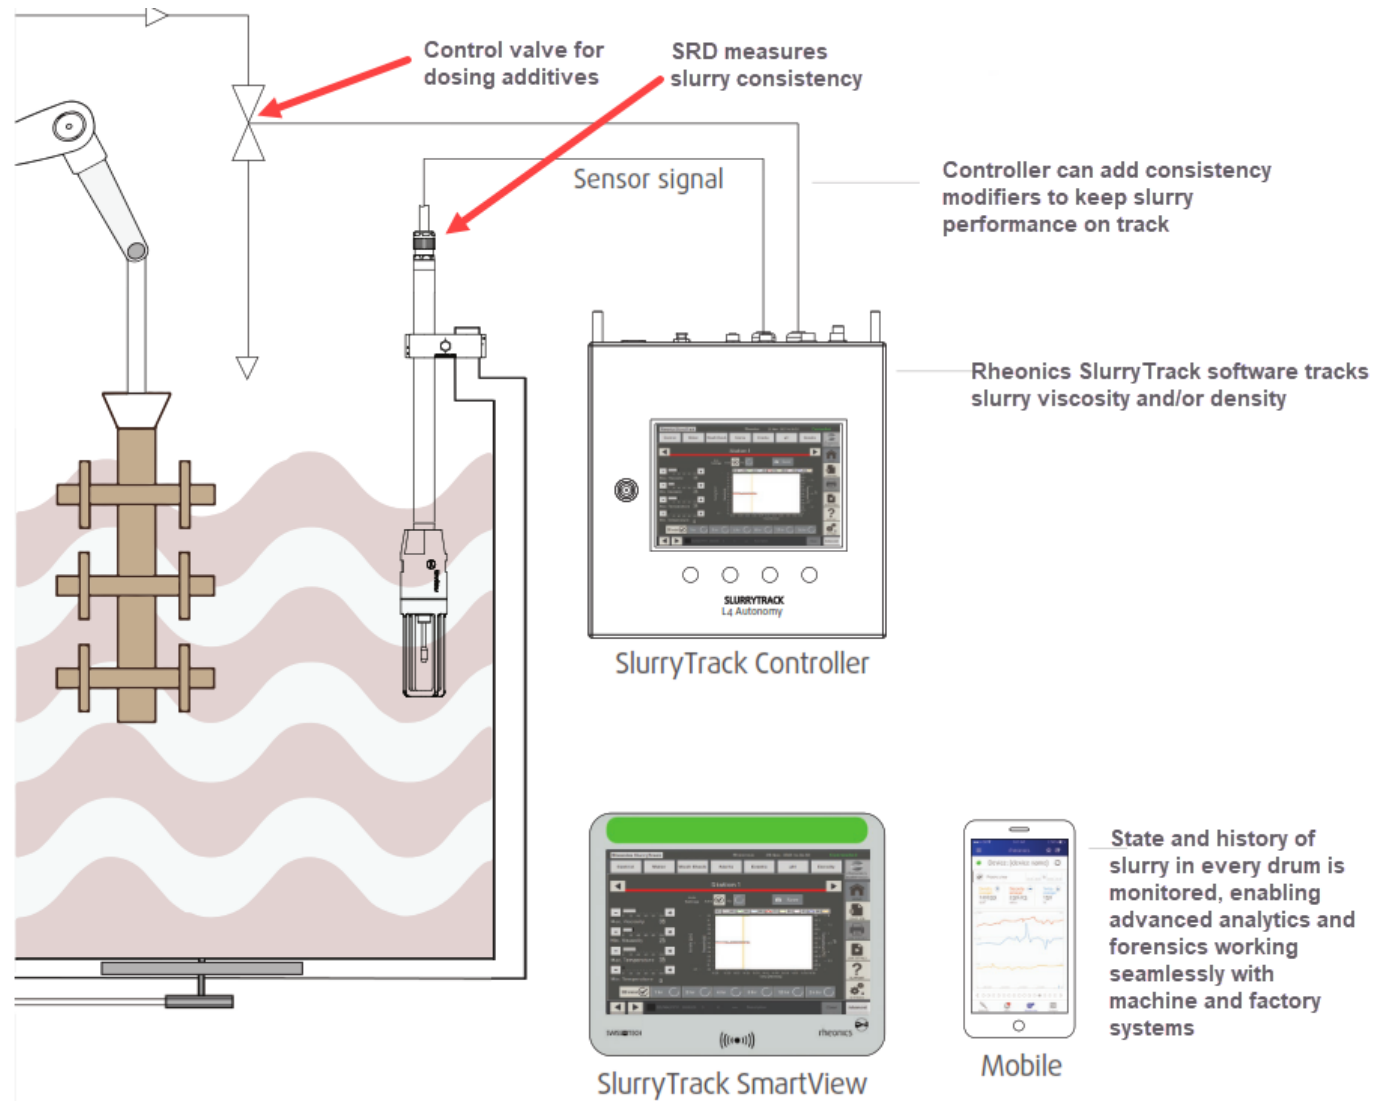 Control valve for
dosing additives
SRD measures
slurry consistency
Sensor signal
Controller can add consistency
modifiers to keep slurry
performance on track
Rheonics SlurryTrack software tracks
slurry viscosity and/or density
SLURRYTRACK
L4 Autonomy
SlurryTrack Controller
State and history of
slurry in every drum is
monitored, enabling
advanced analytics and
forensics working
seamlessly with
machine and factory
systems
rheonics
SlurryTrack SmartView
Mobile